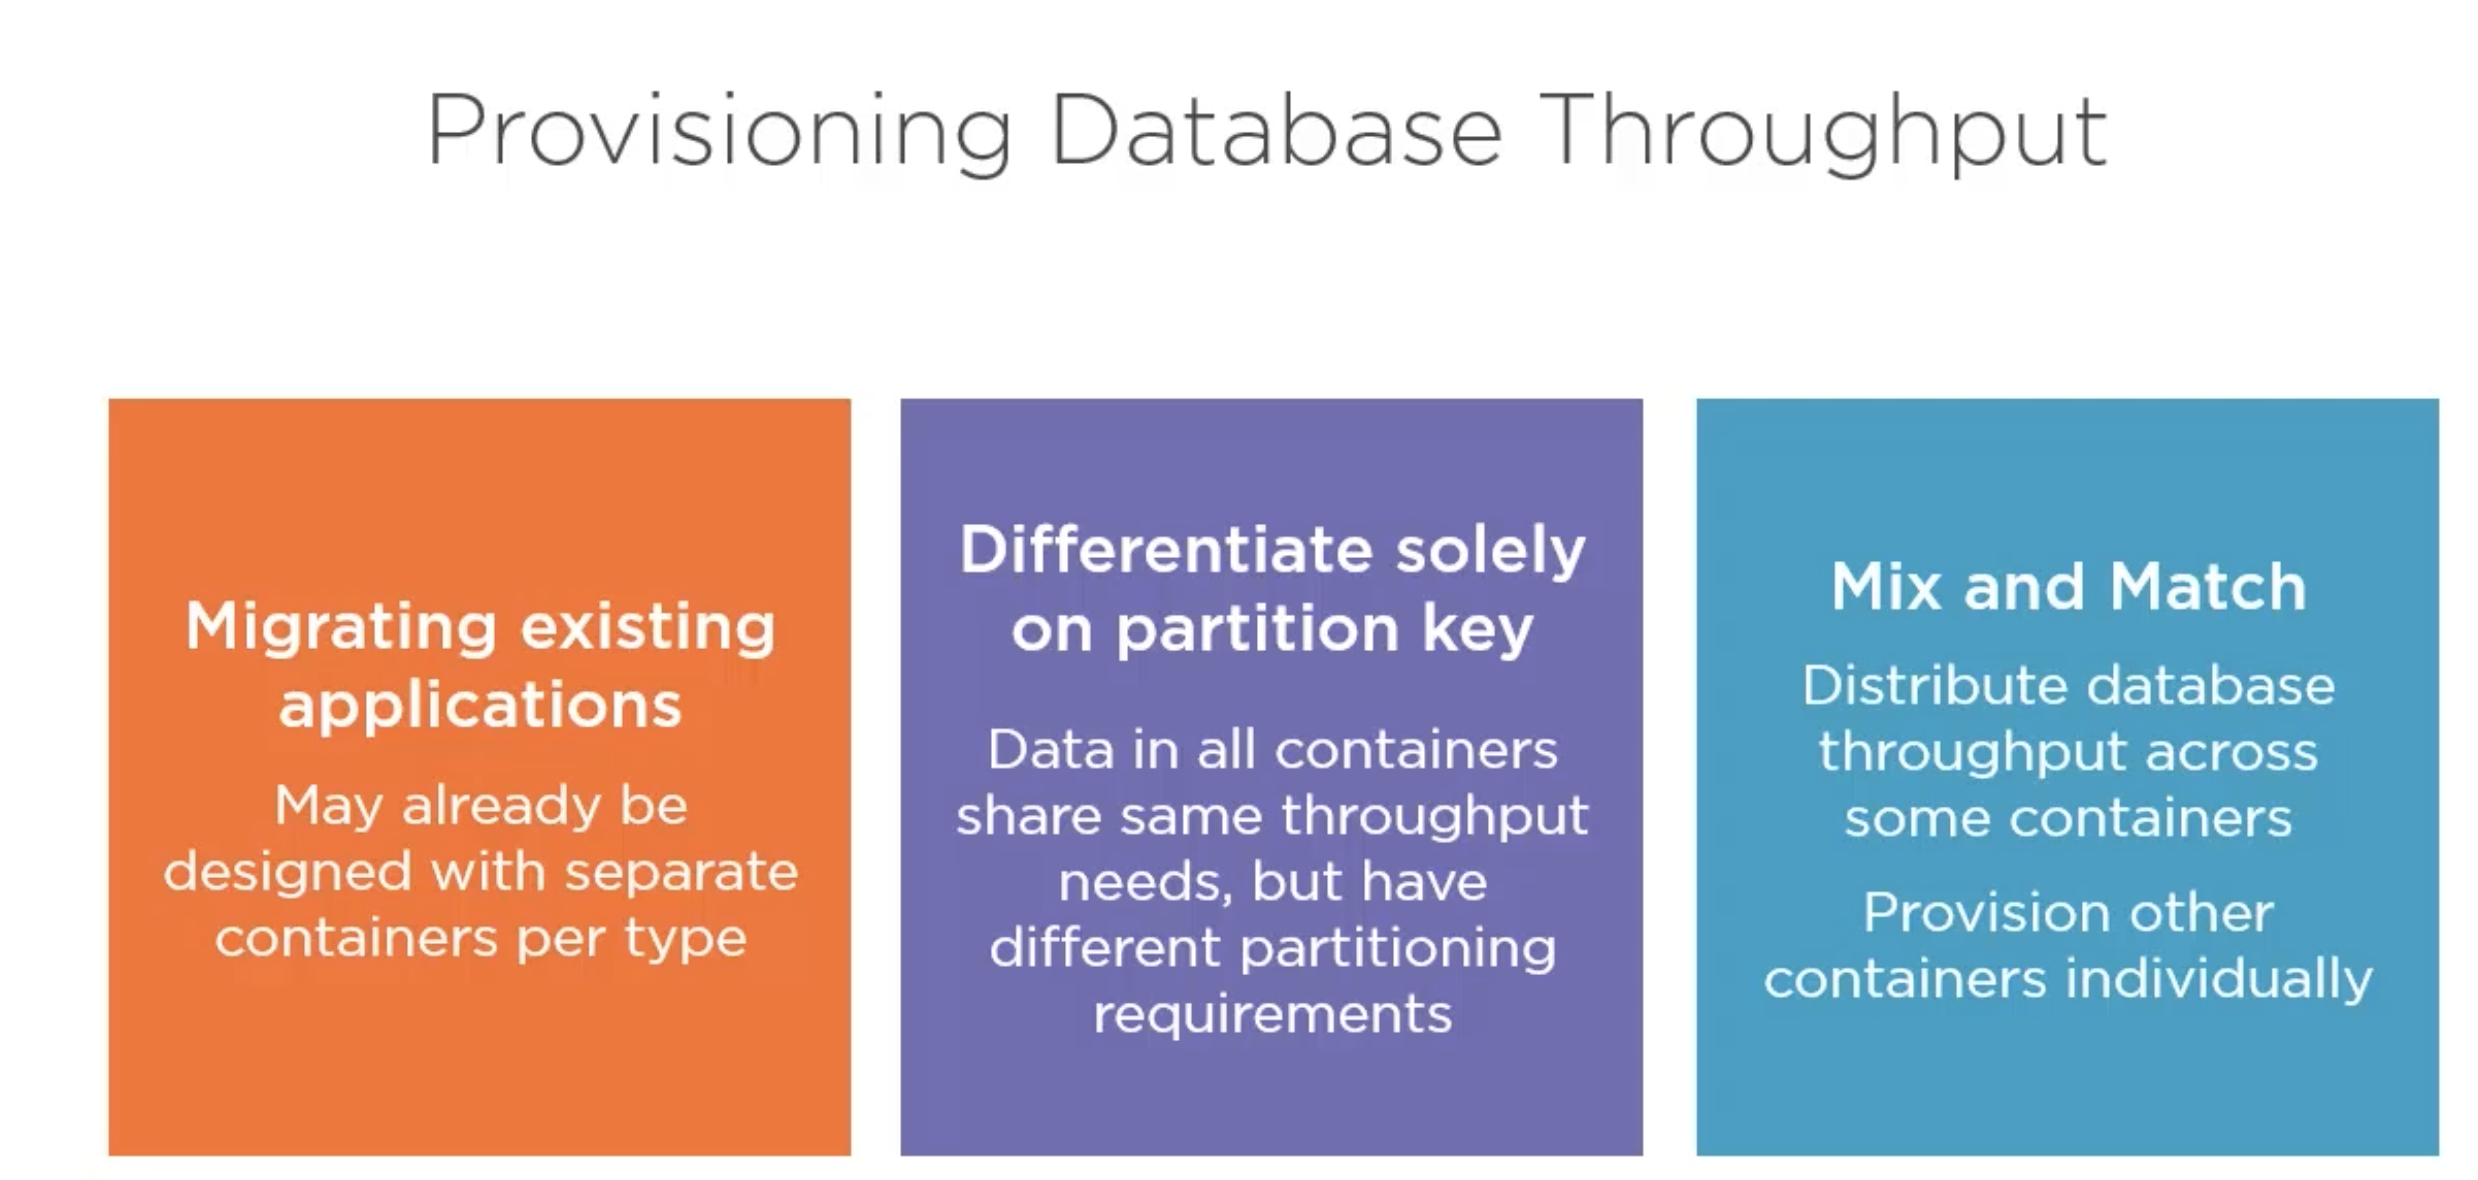 Provisioning Database Throughput
Migrating existing
applications
May already be
designed with separate
containers per type
Differentiate solely
on partition key
Data in all containers
share same throughput
needs, but have
different partitioning
requirements
Mix and Match
Distribute database
throughput across
some containers
Provision other
containers individually